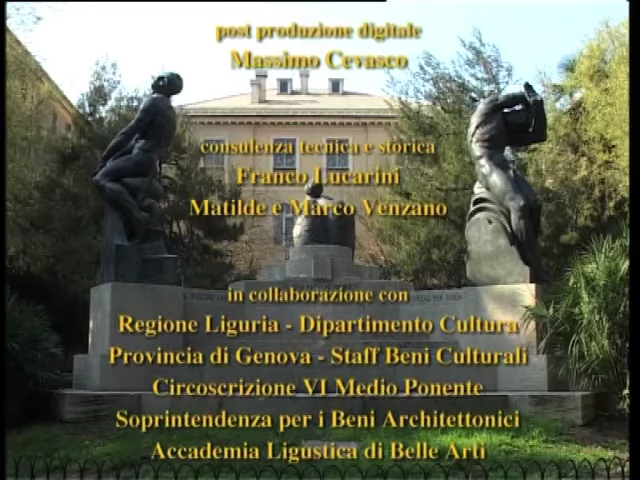 post produzione digitale
Massimo Cevasco
consulenza tecnica e storica
Franco Lucarini
Matilde e Marco Venzano
in collaborazione con
Regione Liguria - Dipartimento Cultura
Provincia di Genova - Staff Beni Culturali
Circoscrizione VI Medio Ponente
Soprintendenza per i Beni Architettonici
Accademia Ligustica di Belle Arti